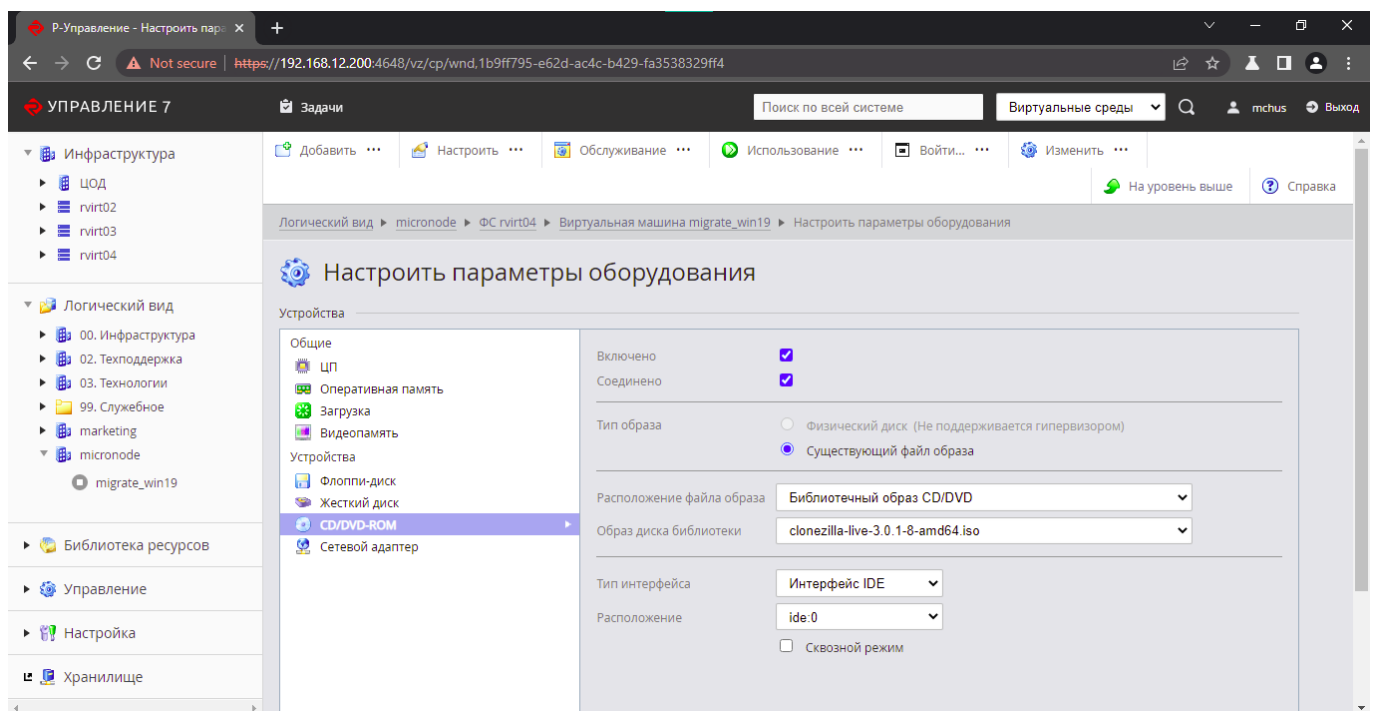 Р-Управление - Настроить пара
Not secure | https://192.168.12.200:4648/vz/cp/wnd.1b9ff795-e62d-ac4c-b429-fa3538329ff4
УПРАВЛЕНИЕ 7
Задачи
Поиск по всей системе
Виртуальные среды
mchus
Выход
Инфраструктура
ЦОД
rvirt02
rvirt03
rvirt04
Логический вид
00. Инфраструктура
02. Техподдержка
03. Технологии
99. Служебное
marketing
micronode
migrate_win19
Библиотека ресурсов
Управление
Настройка
Хранилище
Добавить ··· Настроить ··· Обслуживание ··· Использование ··· Войти... ··· Изменить ···
На уровень выше Справка
Логический вид ▶ micronode ▶ ФС rvirt04 ▶ Виртуальная машина migrate_win19 ▶ Настроить параметры оборудования
Настроить параметры оборудования
Устройства
Общие
ЦП
Оперативная память
Загрузка
Видеопамять
Устройства
Флоппи-диск
Жесткий диск
CD/DVD-ROM
Сетевой адаптер
Включено
Соединено
Тип образа
Физический диск (Не поддерживается гипервизором)
Существующий файл образа
Расположение файла образа Библиотечный образ CD/DVD
Образ диска библиотеки clonezilla-live-3.0.1-8-amd64.iso
Тип интерфейса Интерфейс IDE
Расположение ide:0
Сквозной режим